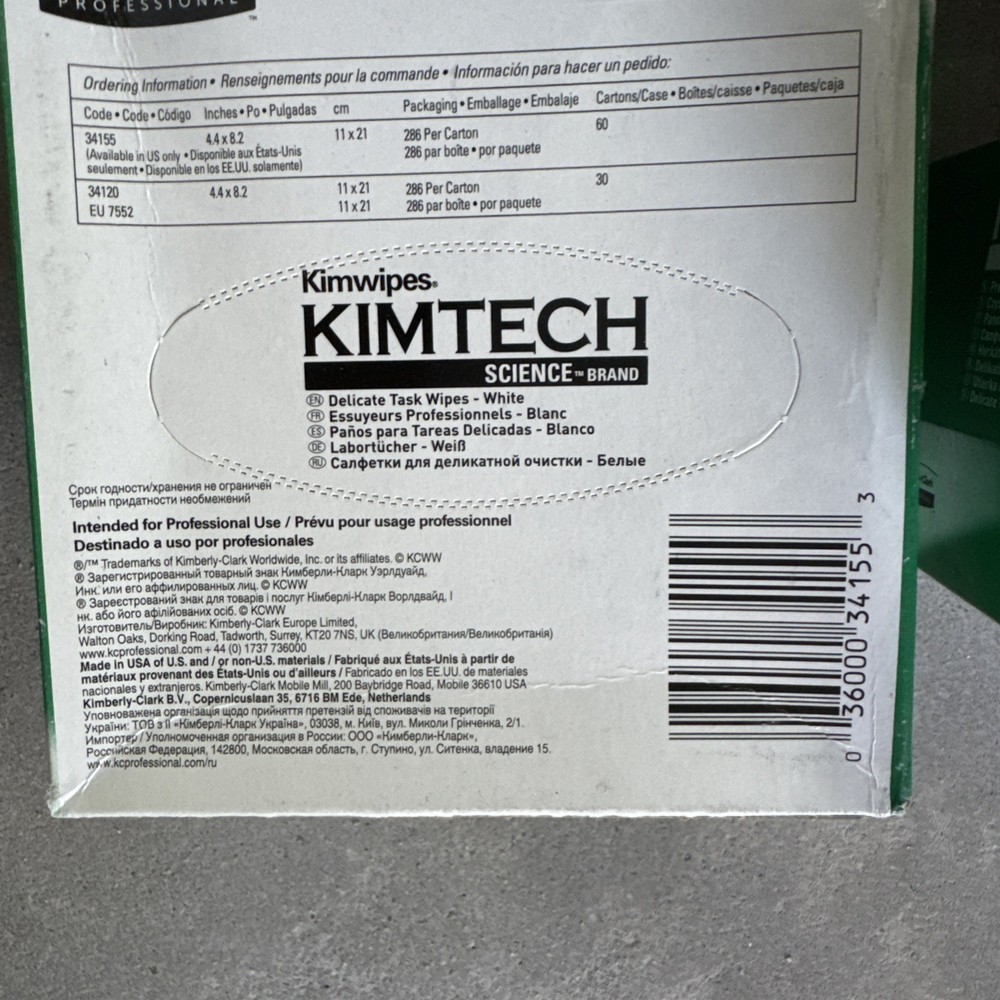 PROFESSIONAL
™
Ordering Information • Renseignements pour la commande • Información para hacer un pedido:
Code • Code • Código Inches • Po • Pulgadas cm Packaging • Emballage • Embalaje Cartons/Case • Boîtes/caisse • Paquetes/caja
34155 4.4 x 8.2 11 x 21 286 Per Carton 60
(Available in US only • Disponible aux États-Unis 286 par boîte • por paquete
seulement • Disponible en los EE.UU. solamente)
34120 4.4 x 8.2 11 x 21 286 Per Carton 30
EU 7552 11 x 21 286 par boîte • por paquete
Kimwipes®
KIMTECH
SCIENCE™ BRAND
EN Delicate Task Wipes - White
FR Essuyeurs Professionnels - Blanc
ES Paños para Tareas Delicadas - Blanco
DE Labortücher - Weiß
RU Салфетки для деликатной очистки - Белые
Срок годности/хранения не ограничен
Термін придатності необмежений
Intended for Professional Use / Prévu pour usage professionnel
Destinado a uso por profesionales
®/™ Trademarks of Kimberly-Clark Worldwide, Inc. or its affiliates. © KCWW
® Зарегистрированный товарный знак Кимберли-Кларк Уэрлдуайд,
Инк. или его аффилированных лиц. © KCWW
® Зареєстрований знак для товарів і послуг Кімберлі-Кларк Ворлдвайд, І
нк. або його афілійованих осіб. © KCWW
Изготовитель/Виробник: Kimberly-Clark Europe Limited,
Walton Oaks, Dorking Road, Tadworth, Surrey, KT20 7NS, UK (Великобритания/Великобританія)
www.kcprofessional.com + 44 (0) 1737 736000
Made in USA of U.S. and / or non-U.S. materials / Fabriqué aux États-Unis à partir de
matériaux provenant des États-Unis ou d'ailleurs / Fabricado en los EE.UU. de materiales
nacionales y extranjeros. Kimberly-Clark Mobile Mill, 200 Baybridge Road, Mobile 36610 USA
Kimberly-Clark B.V., Copernicuslaan 35, 6716 BM Ede, Netherlands
Уповноважена організація щодо прийняття претензій від споживачів на території
України: ТОВ з ІІ «Кімберлі-Кларк Україна», 03038, м. Київ, вул. Миколи Грінченка, 2/1.
Импортер / Уполномоченная организация в России: ООО «Кимберли-Кларк»,
Российская Федерация, 142800, Московская область, г. Ступино, ул. Ситенка, владение 15.
www.kcprofessional.com/ru
0 36000 34155 3